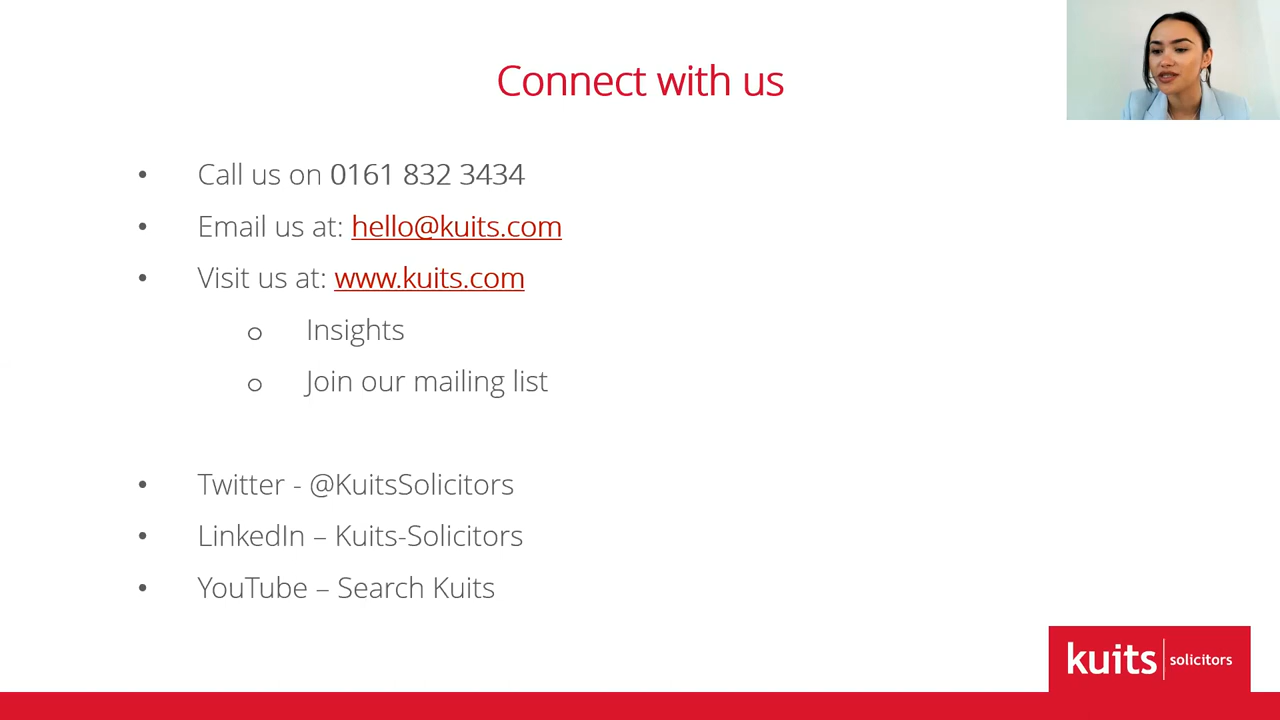 Connect with us
• Call us on 0161 832 3434
• Email us at: hello@kuits.com
• Visit us at: www.kuits.com
o Insights
o Join our mailing list
• Twitter - @KuitsSolicitors
• LinkedIn – Kuits-Solicitors
• YouTube – Search Kuits
kuits solicitors